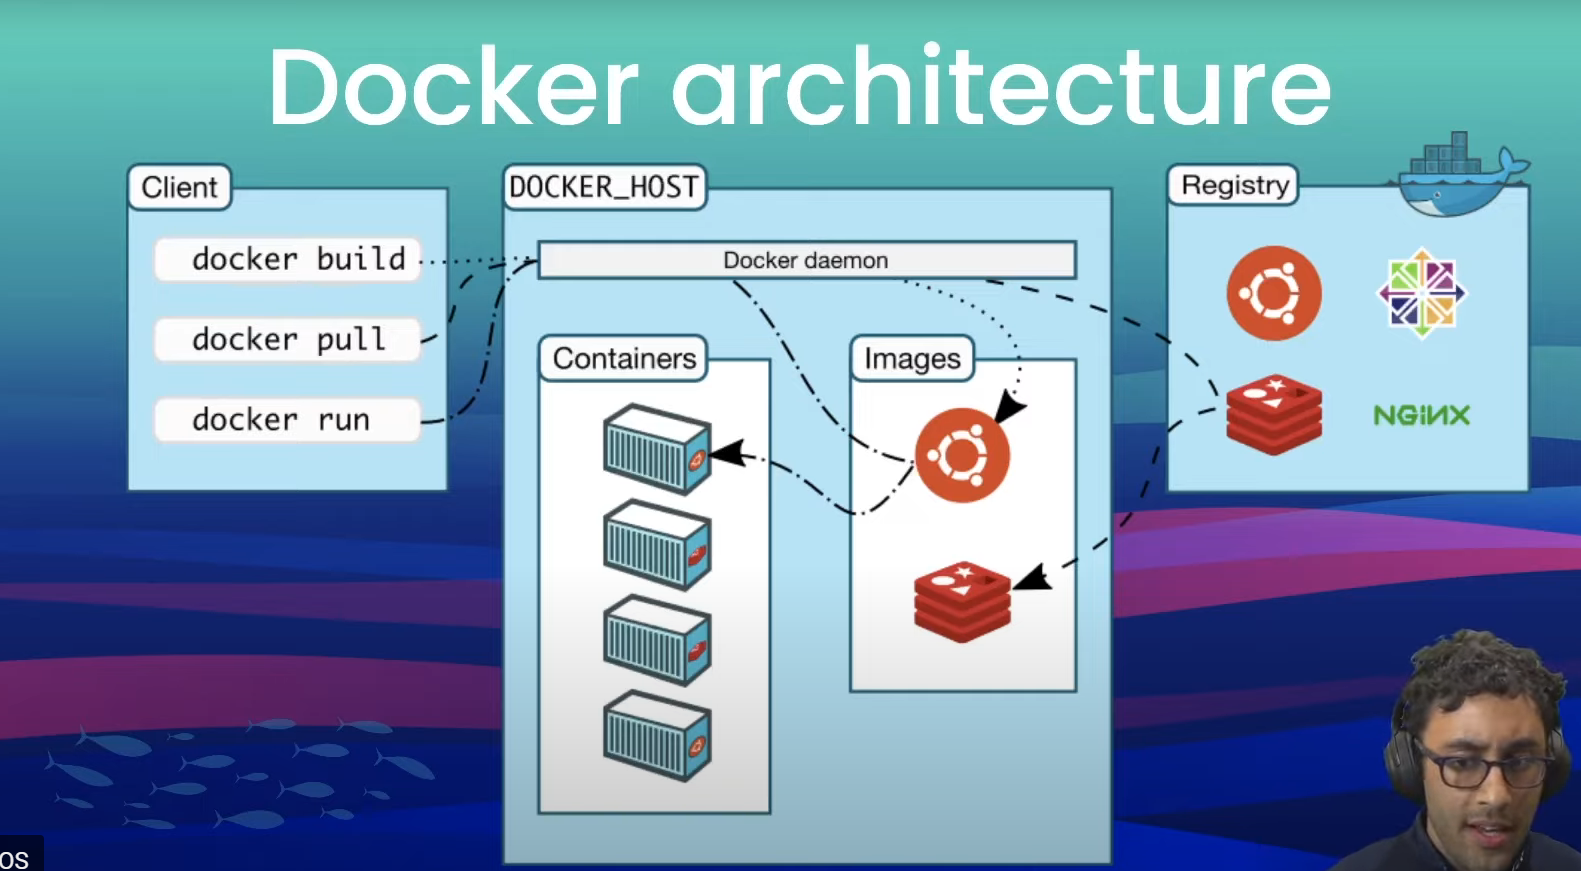 Docker architecture
Client
docker build
docker pull
docker run
DOCKER_HOST
Docker daemon
Containers
Images
Registry
NGINX
OS